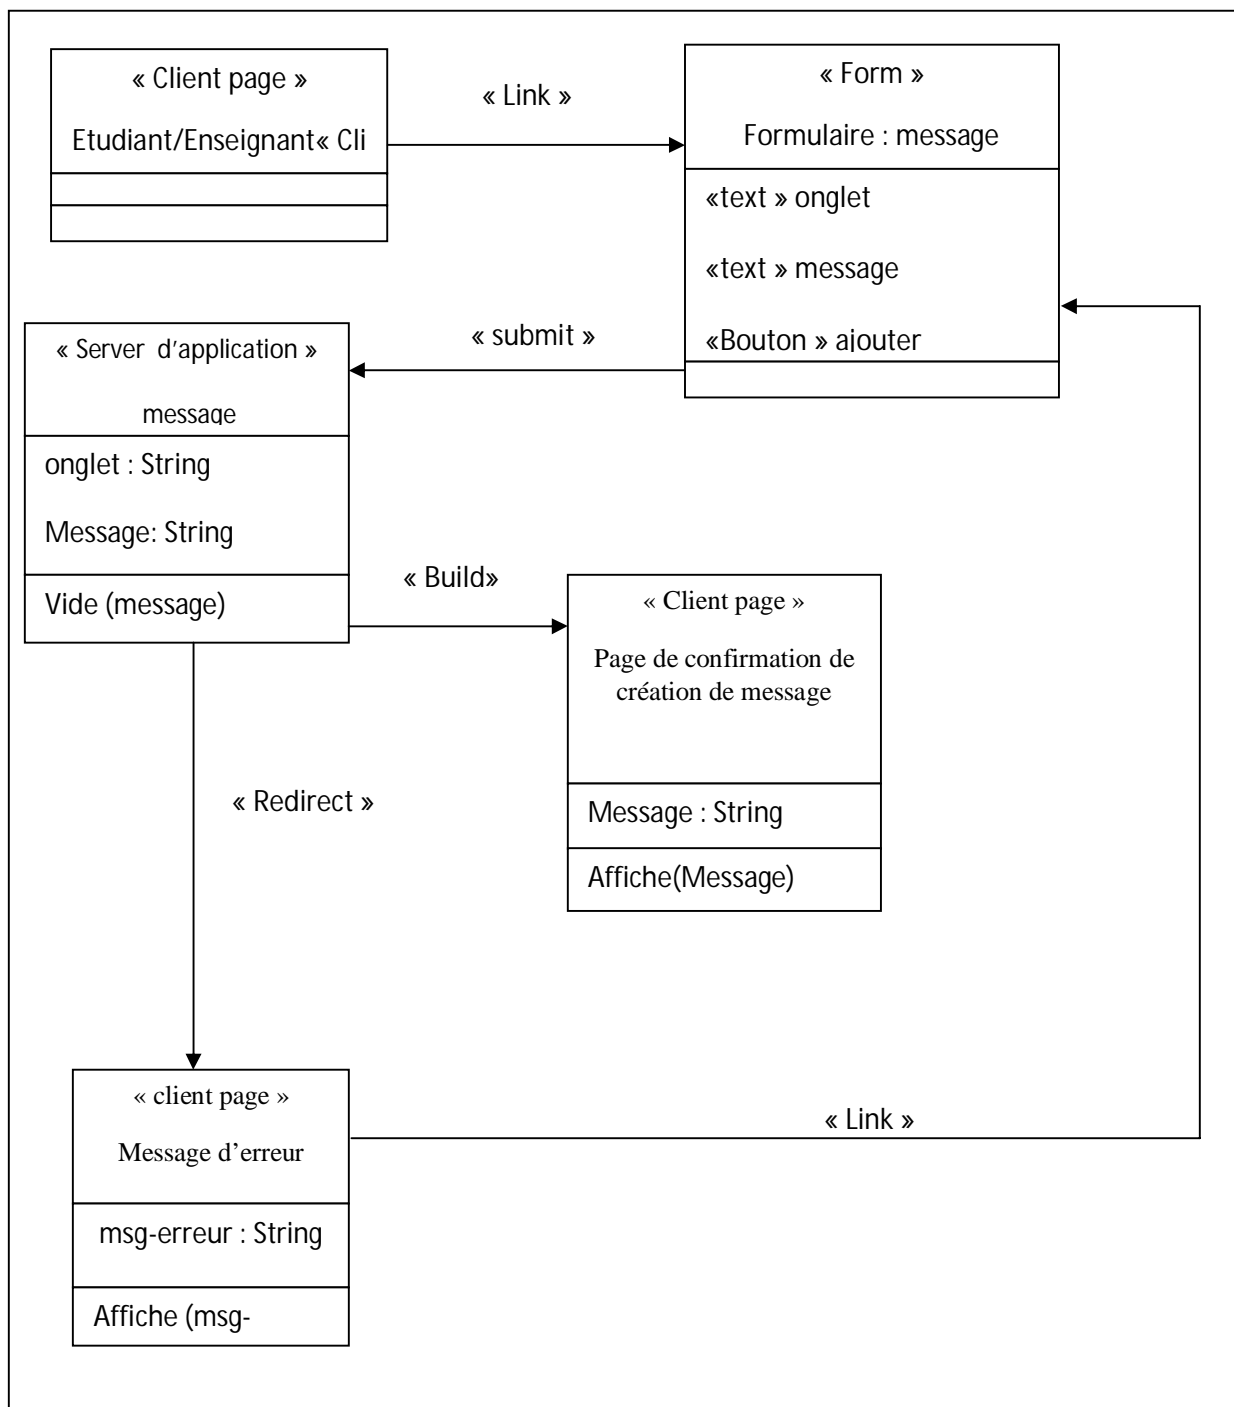 « Client page »
Etudiant/Enseignant« Cli
« Link »
« Form »
Formulaire : message
«text » onglet
«text » message
«Bouton » ajouter
« submit »
« Server d’application »
message
onglet : String
Message: String
Vide (message)
« Build»
« Client page »
Page de confirmation de
création de message
Message : String
Affiche(Message)
« Redirect »
« client page »
Message d’erreur
msg-erreur : String
Affiche (msg-
« Link »